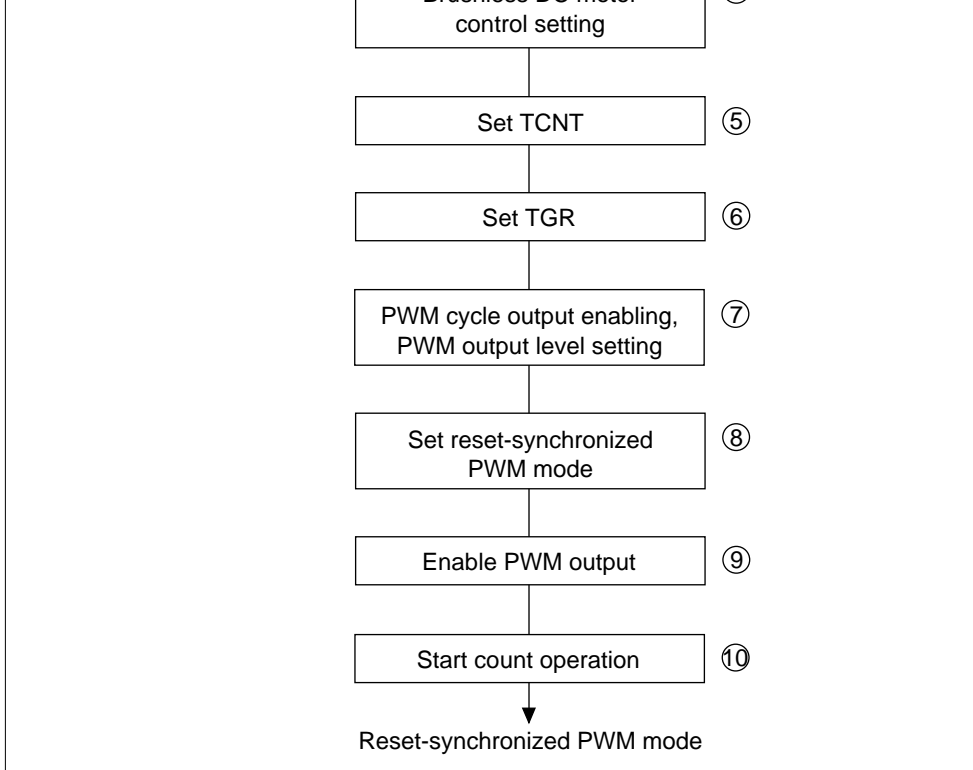 control setting
Set TCNT ⑤
Set TGR ⑥
PWM cycle output enabling, ⑦
PWM output level setting
Set reset-synchronized ⑧
PWM mode
Enable PWM output ⑨
Start count operation ⑩
Reset-synchronized PWM mode